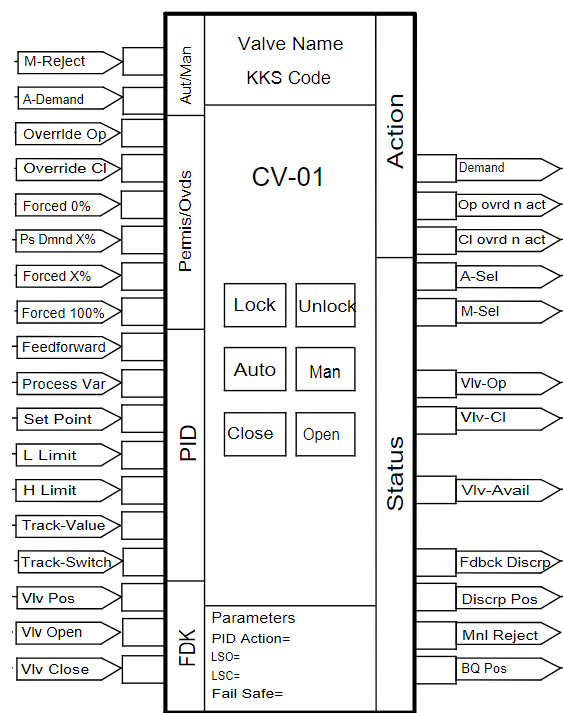 Valve Name
KKS Code
CV-01
Lock
Unlock
Auto
Man
Close
Open
Parameters
PID Action=
LSO=
LSC=
Fail Safe=
Aut/Man
Permis/Ovds
PID
FDK
Action
Status
M-Reject
A-Demand
OverrIde Op
Override Cl
Forced 0%
Ps Dmnd X%
Forced X%
Forced 100%
Feedforward
Process Var
Set Point
L Limit
H Limit
Track-Value
Track-Switch
Vlv Pos
Vlv Open
Vlv Close
Demand
Op ovrd n act
Cl ovrd n act
A-Sel
M-Sel
Vlv-Op
Vlv-Cl
Vlv-Avail
Fdbck Discrp
Discrp Pos
Mnl Reject
BQ Pos